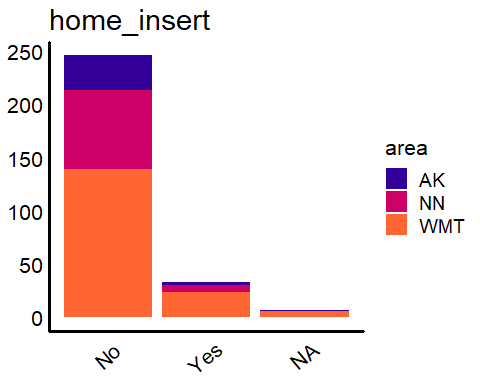 home_insert
250
200
150
100
50
0
No
Yes
NA
area
AK
NN
WMT